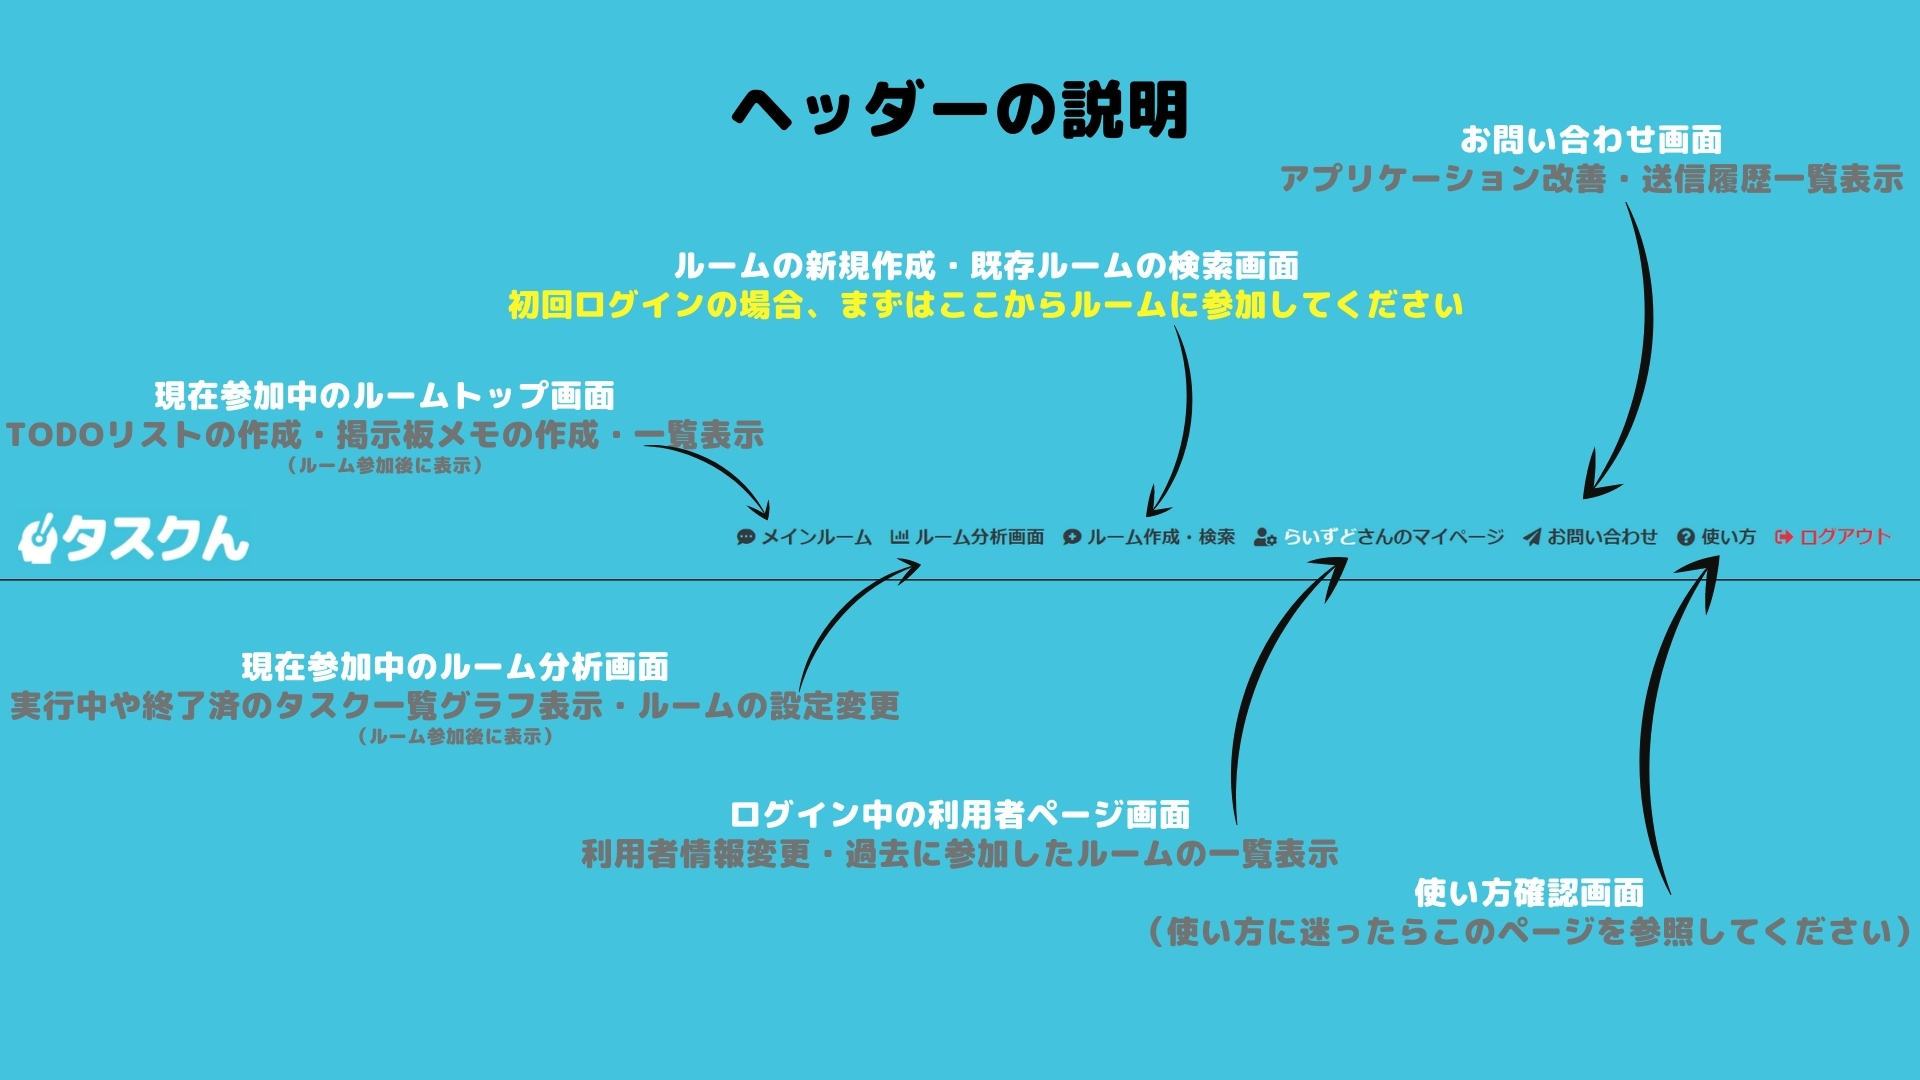 ヘッダーの説明
お問い合わせ画面
アプリケーション改善・送信履歴一覧表示
ルームの新規作成・既存ルームの検索画面
初回ログインの場合、まずはここからルームに参加してください
現在参加中のルームトップ画面
TODOリストの作成・掲示板メモの作成・一覧表示
（ルーム参加後に表示）
タスクん
メインルーム ルーム分析画面 ルーム作成・検索 らいずどさんのマイページ お問い合わせ 使い方 ログアウト
現在参加中のルーム分析画面
実行中や終了済のタスク一覧グラフ表示・ルームの設定変更
（ルーム参加後に表示）
ログイン中の利用者ページ画面
利用者情報変更・過去に参加したルームの一覧表示
使い方確認画面
（使い方に迷ったらこのページを参照してください）